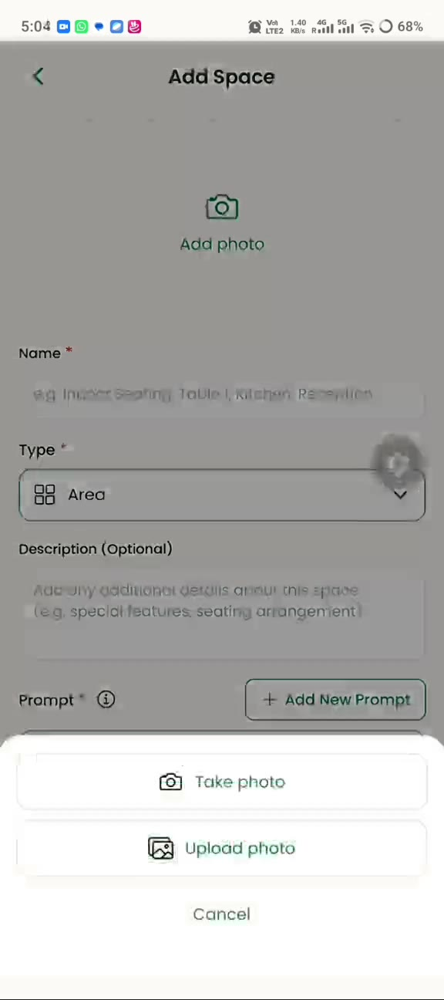 5:04 Vo) LTE2 1.40 KB/s 4G R 5G 68%
Add Space
Add photo
Name *
e.g. Indoor Seating, Table 1, Kitchen, Reception
Type *
Area
Description (Optional)
Add any additional details about this space
(e.g. special features, seating arrangement)
Prompt * + Add New Prompt
Take photo
Upload photo
Cancel